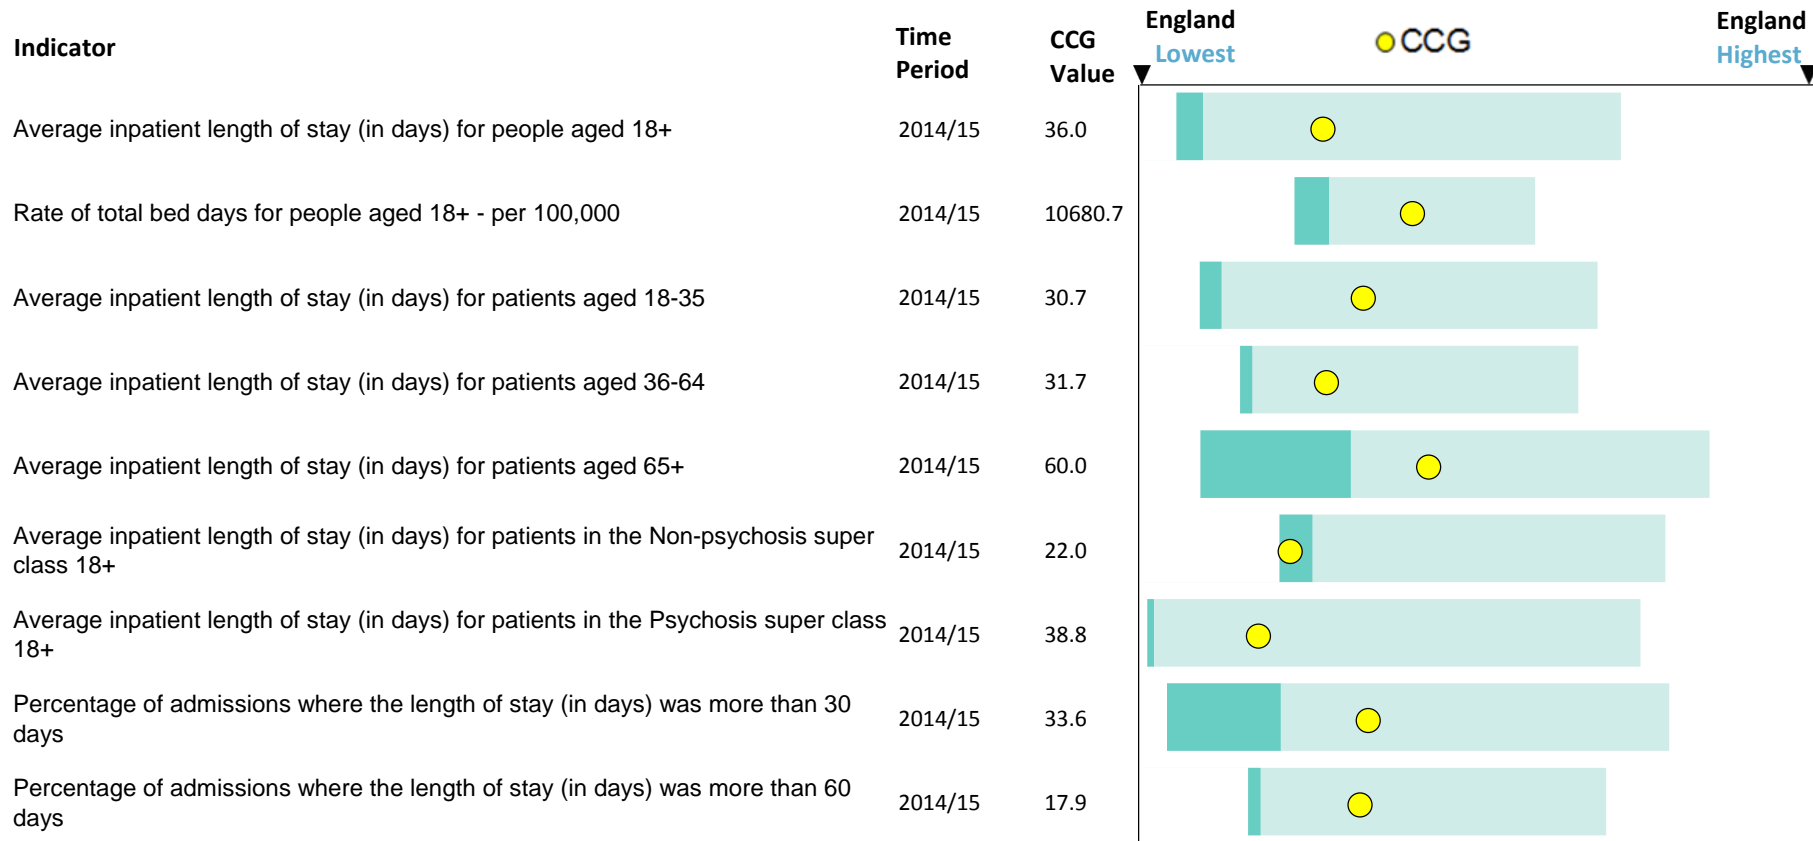 Indicator
Time
Period
CCG
Value
England
Lowest
CCG
England
Highest
Average inpatient length of stay (in days) for people aged 18+
2014/15
36.0
Rate of total bed days for people aged 18+ - per 100,000
2014/15
10680.7
Average inpatient length of stay (in days) for patients aged 18-35
2014/15
30.7
Average inpatient length of stay (in days) for patients aged 36-64
2014/15
31.7
Average inpatient length of stay (in days) for patients aged 65+
2014/15
60.0
Average inpatient length of stay (in days) for patients in the Non-psychosis super
class 18+
2014/15
22.0
Average inpatient length of stay (in days) for patients in the Psychosis super class
18+
2014/15
38.8
Percentage of admissions where the length of stay (in days) was more than 30
days
2014/15
33.6
Percentage of admissions where the length of stay (in days) was more than 60
days
2014/15
17.9